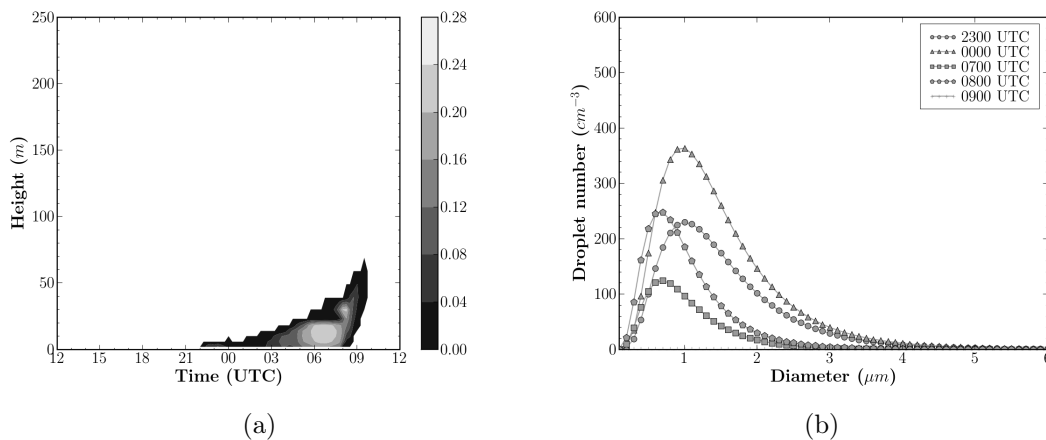 250
200
150
100
50
0
Height (m)
12 15 18 21 00 03 06 09 12
Time (UTC)
0.28
0.24
0.20
0.16
0.12
0.08
0.04
0.00
(a)
600
500
400
300
200
100
0
Droplet number (cm⁻³)
2300 UTC
0000 UTC
0700 UTC
0800 UTC
0900 UTC
1 2 3 4 5 6
Diameter (μm)
(b)